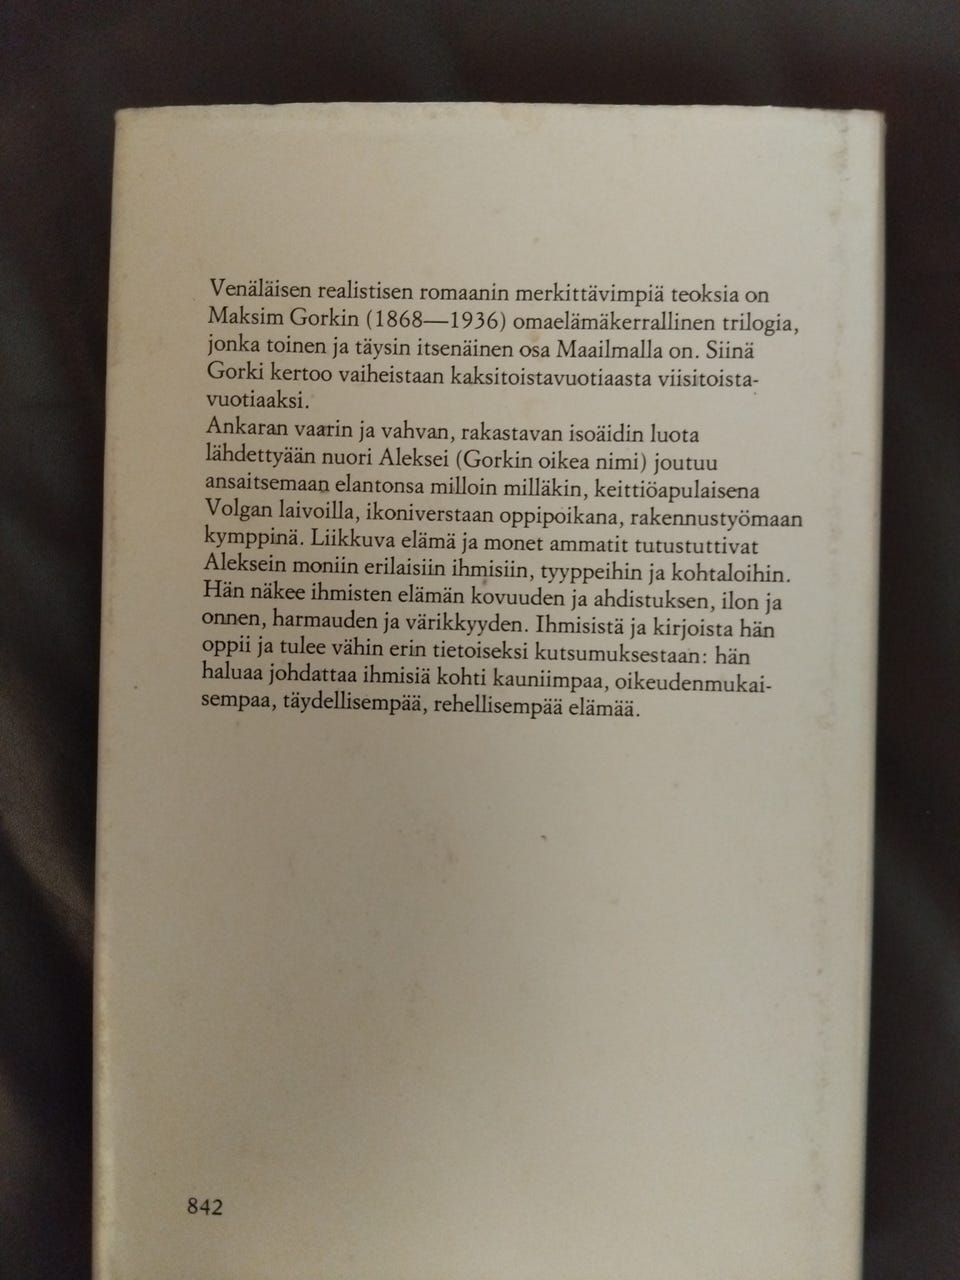 Venäläisen realistisen romaanin merkittävimpiä teoksia on
Maksim Gorkin (1868—1936) omaelämäkerrallinen trilogia,
jonka toinen ja täysin itsenäinen osa Maailmalla on. Siinä
Gorki kertoo vaiheistaan kaksitoistavuotiaasta viisitoista-
vuotiaaksi.
Ankaran vaarin ja vahvan, rakastavan isoäidin luota
lähdettyään nuori Aleksei (Gorkin oikea nimi) joutuu
ansaitsemaan elantonsa milloin milläkin, keittiöapulaisena
Volgan laivoilla, ikoniverstaan oppipoikana, rakennustyömaan
kymppinä. Liikkuva elämä ja monet ammatit tutustuttivat
Aleksein moniin erilaisiin ihmisiin, tyyppeihin ja kohtaloihin.
Hän näkee ihmisten elämän kovuuden ja ahdistuksen, ilon ja
onnen, harmauden ja värikkyyden. Ihmisistä ja kirjoista hän
oppii ja tulee vähin erin tietoiseksi kutsumuksestaan: hän
haluaa johdattaa ihmisiä kohti kauniimpaa, oikeudenmukai-
sempaa, täydellisempää, rehellisempää elämää.
842